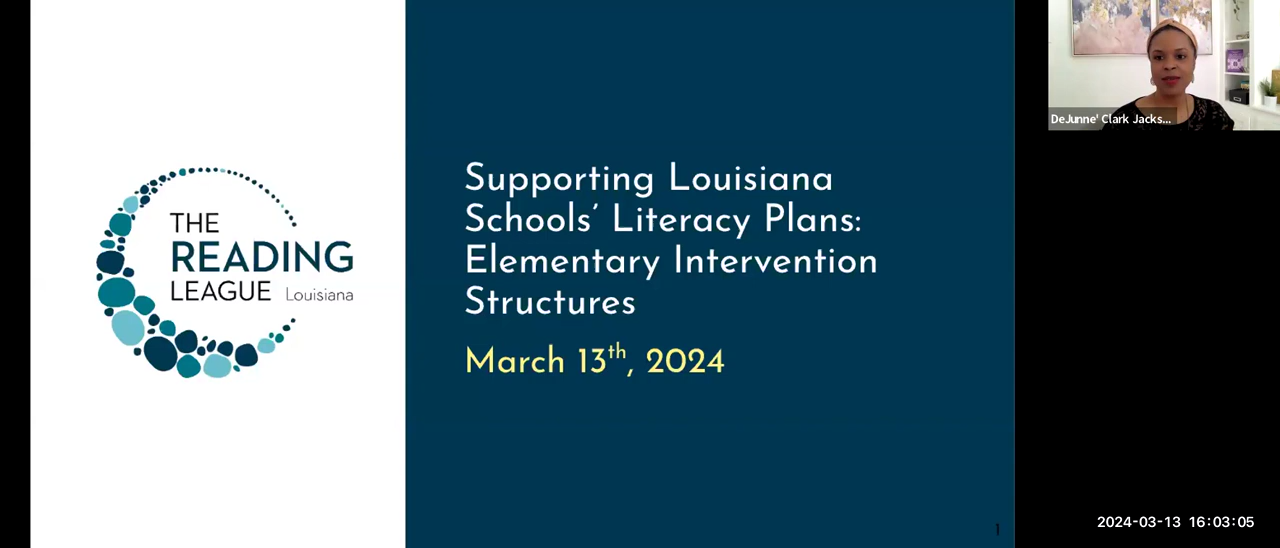 THE
READING
LEAGUE Louisiana
Supporting Louisiana
Schools’ Literacy Plans:
Elementary Intervention
Structures
March 13th, 2024
1
DeJunne' Clark Jacks...
2024-03-13 16:03:05